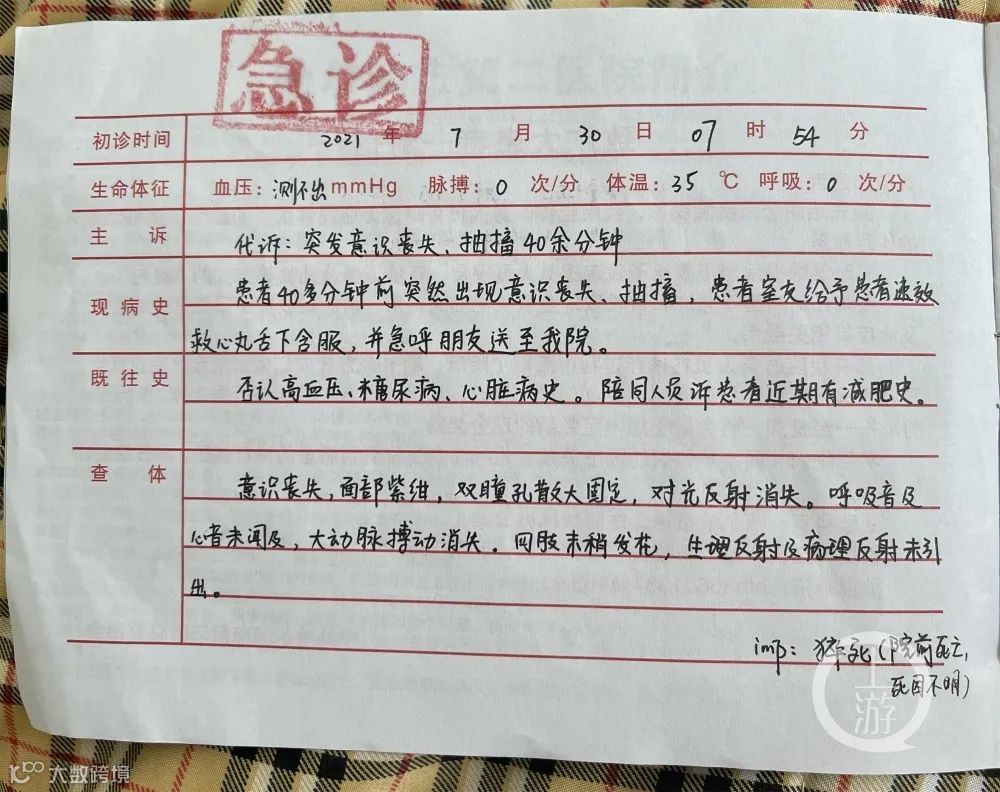 急诊
初诊时间 2021 年 7 月 30 日 07 时 54 分
生命体征 血压: 测不出 mmHg 脉搏: 0 次/分 体温: 35 ℃ 呼吸: 0 次/分
主诉 代诉: 突发意识丧失、抽搐40余分钟
患者40多分钟前突然出现意识丧失、抽搐, 患者室友给予患者速效
现病史
救心丸舌下含服, 并急呼朋友送至我院。
既往史 否认高血压、糖尿病、心脏病史。陪同人员诉患者近期有减肥史。
查体 意识丧失, 面部紫绀, 双瞳孔散大固定, 对光反射消失。呼吸音及
心音未闻及, 大动脉搏动消失。四肢末稍发花, 生理反射及病理反射未引
出。
imp: 猝死(院前死亡,
死因不明)
上游
大数跨境